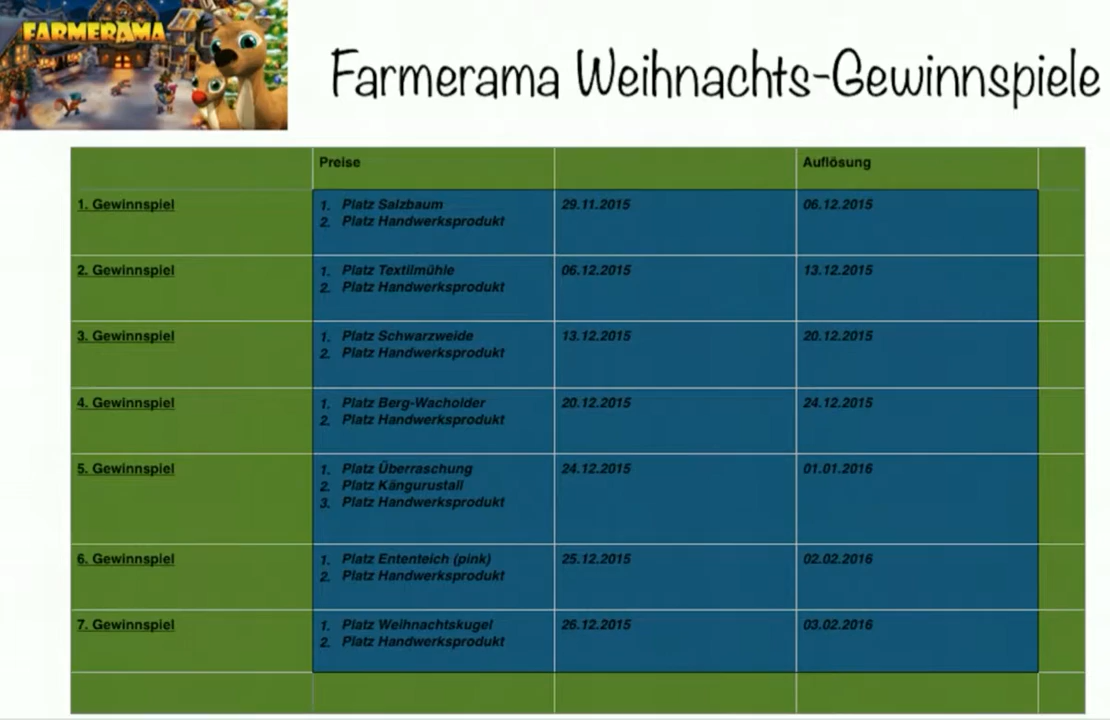 FARMERAMA
Farmerama Weihnachts-Gewinnspiele
Preise Auflösung
1. Gewinnspiel 1. Platz Salzbaum 29.11.2015 06.12.2015
2. Platz Handwerksprodukt
2. Gewinnspiel 1. Platz Textilmühle 06.12.2015 13.12.2015
2. Platz Handwerksprodukt
3. Gewinnspiel 1. Platz Schwarzweide 13.12.2015 20.12.2015
2. Platz Handwerksprodukt
4. Gewinnspiel 1. Platz Berg-Wacholder 20.12.2015 24.12.2015
2. Platz Handwerksprodukt
5. Gewinnspiel 1. Platz Überraschung 24.12.2015 01.01.2016
2. Platz Kängurustall
3. Platz Handwerksprodukt
6. Gewinnspiel 1. Platz Ententeich (pink) 25.12.2015 02.02.2016
2. Platz Handwerksprodukt
7. Gewinnspiel 1. Platz Weihnachtskugel 26.12.2015 03.02.2016
2. Platz Handwerksprodukt